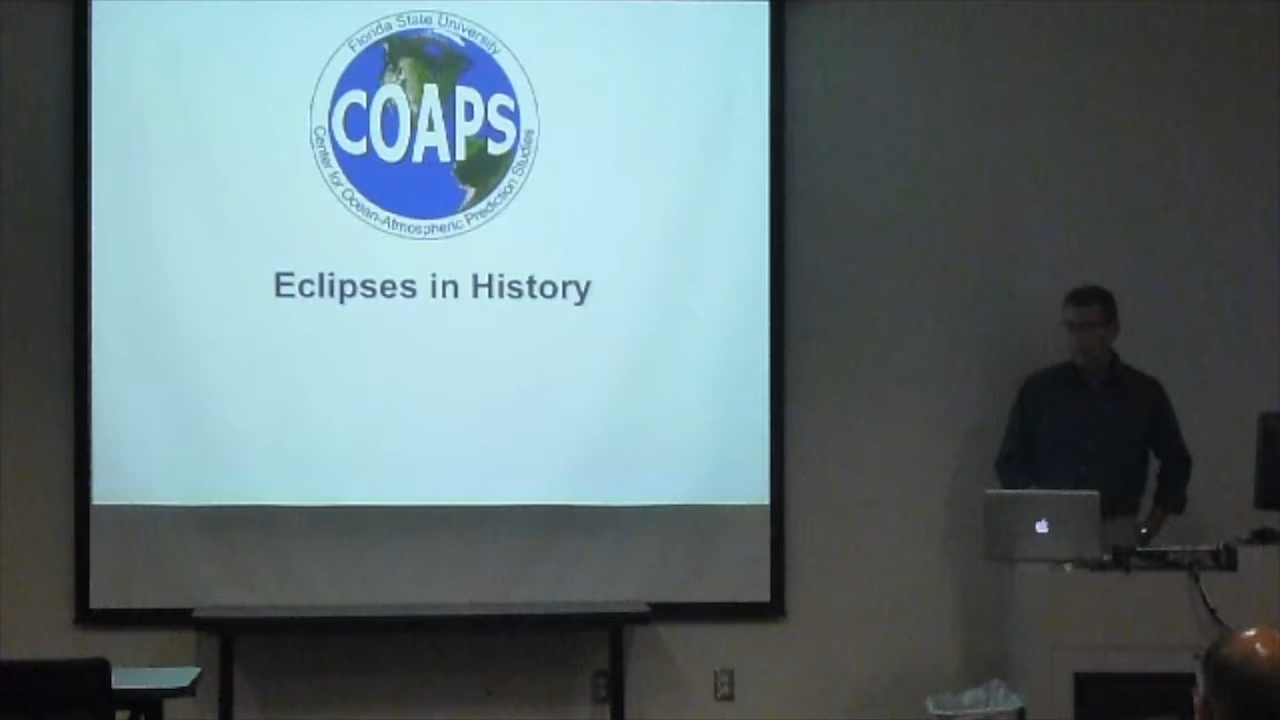 Florida State University
COAPS
Center for Ocean-Atmospheric Prediction Studies
Eclipses in History